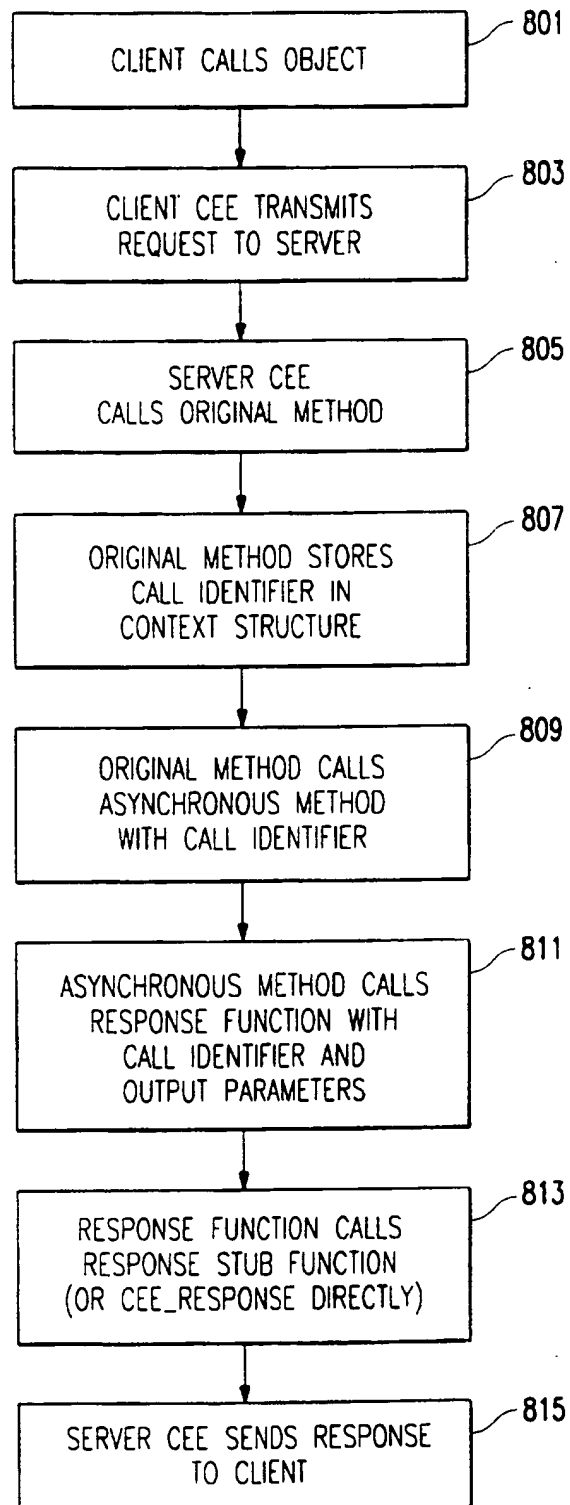 801
CLIENT CALLS OBJECT
803
CLIENT CEE TRANSMITS
REQUEST TO SERVER
805
SERVER CEE
CALLS ORIGINAL METHOD
807
ORIGINAL METHOD STORES
CALL IDENTIFIER IN
CONTEXT STRUCTURE
809
ORIGINAL METHOD CALLS
ASYNCHRONOUS METHOD
WITH CALL IDENTIFIER
811
ASYNCHRONOUS METHOD CALLS
RESPONSE FUNCTION WITH
CALL IDENTIFIER AND
OUTPUT PARAMETERS
813
RESPONSE FUNCTION CALLS
RESPONSE STUB FUNCTION
(OR CEE_RESPONSE DIRECTLY)
815
SERVER CEE SENDS RESPONSE
TO CLIENT